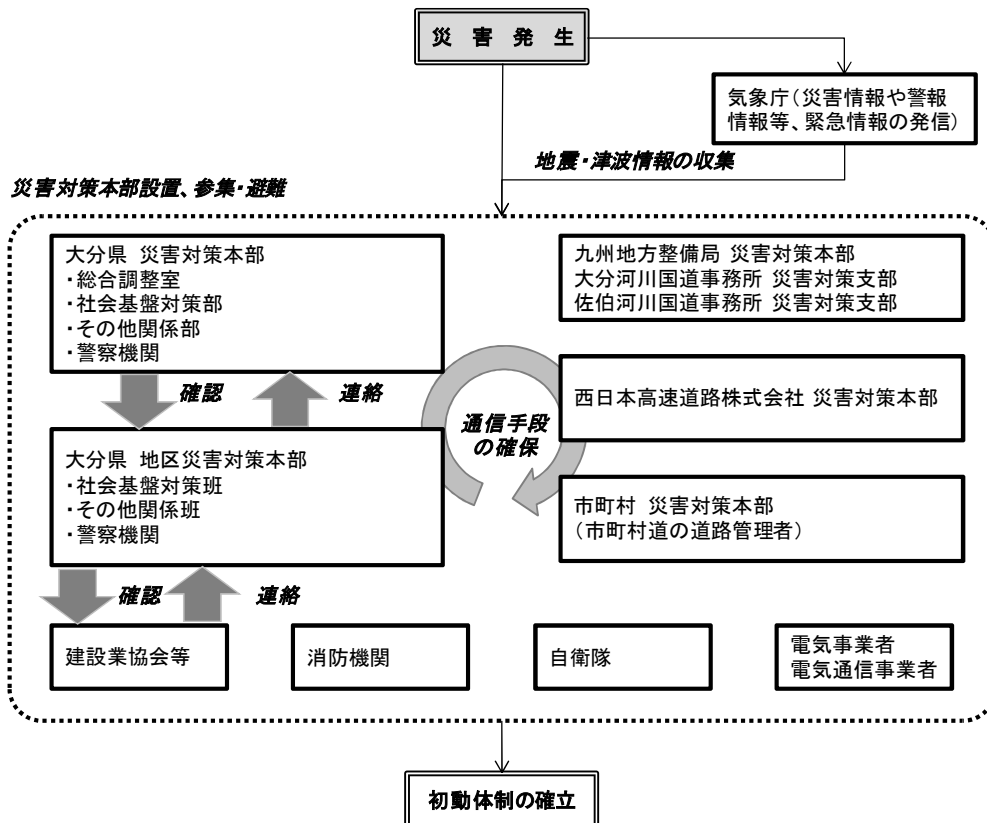 災 害 発 生
気象庁(災害情報や警報
情報等、緊急情報の発信)
地震・津波情報の収集
災害対策本部設置、参集・避難
大分県 災害対策本部
・総合調整室
・社会基盤対策部
・その他関係部
・警察機関
九州地方整備局 災害対策本部
大分河川国道事務所 災害対策支部
佐伯河川国道事務所 災害対策支部
確認
連絡
西日本高速道路株式会社 災害対策本部
通信手段
の確保
大分県 地区災害対策本部
・社会基盤対策班
・その他関係班
・警察機関
市町村 災害対策本部
(市町村道の道路管理者)
確認
連絡
建設業協会等
消防機関
自衛隊
電気事業者
電気通信事業者
初動体制の確立